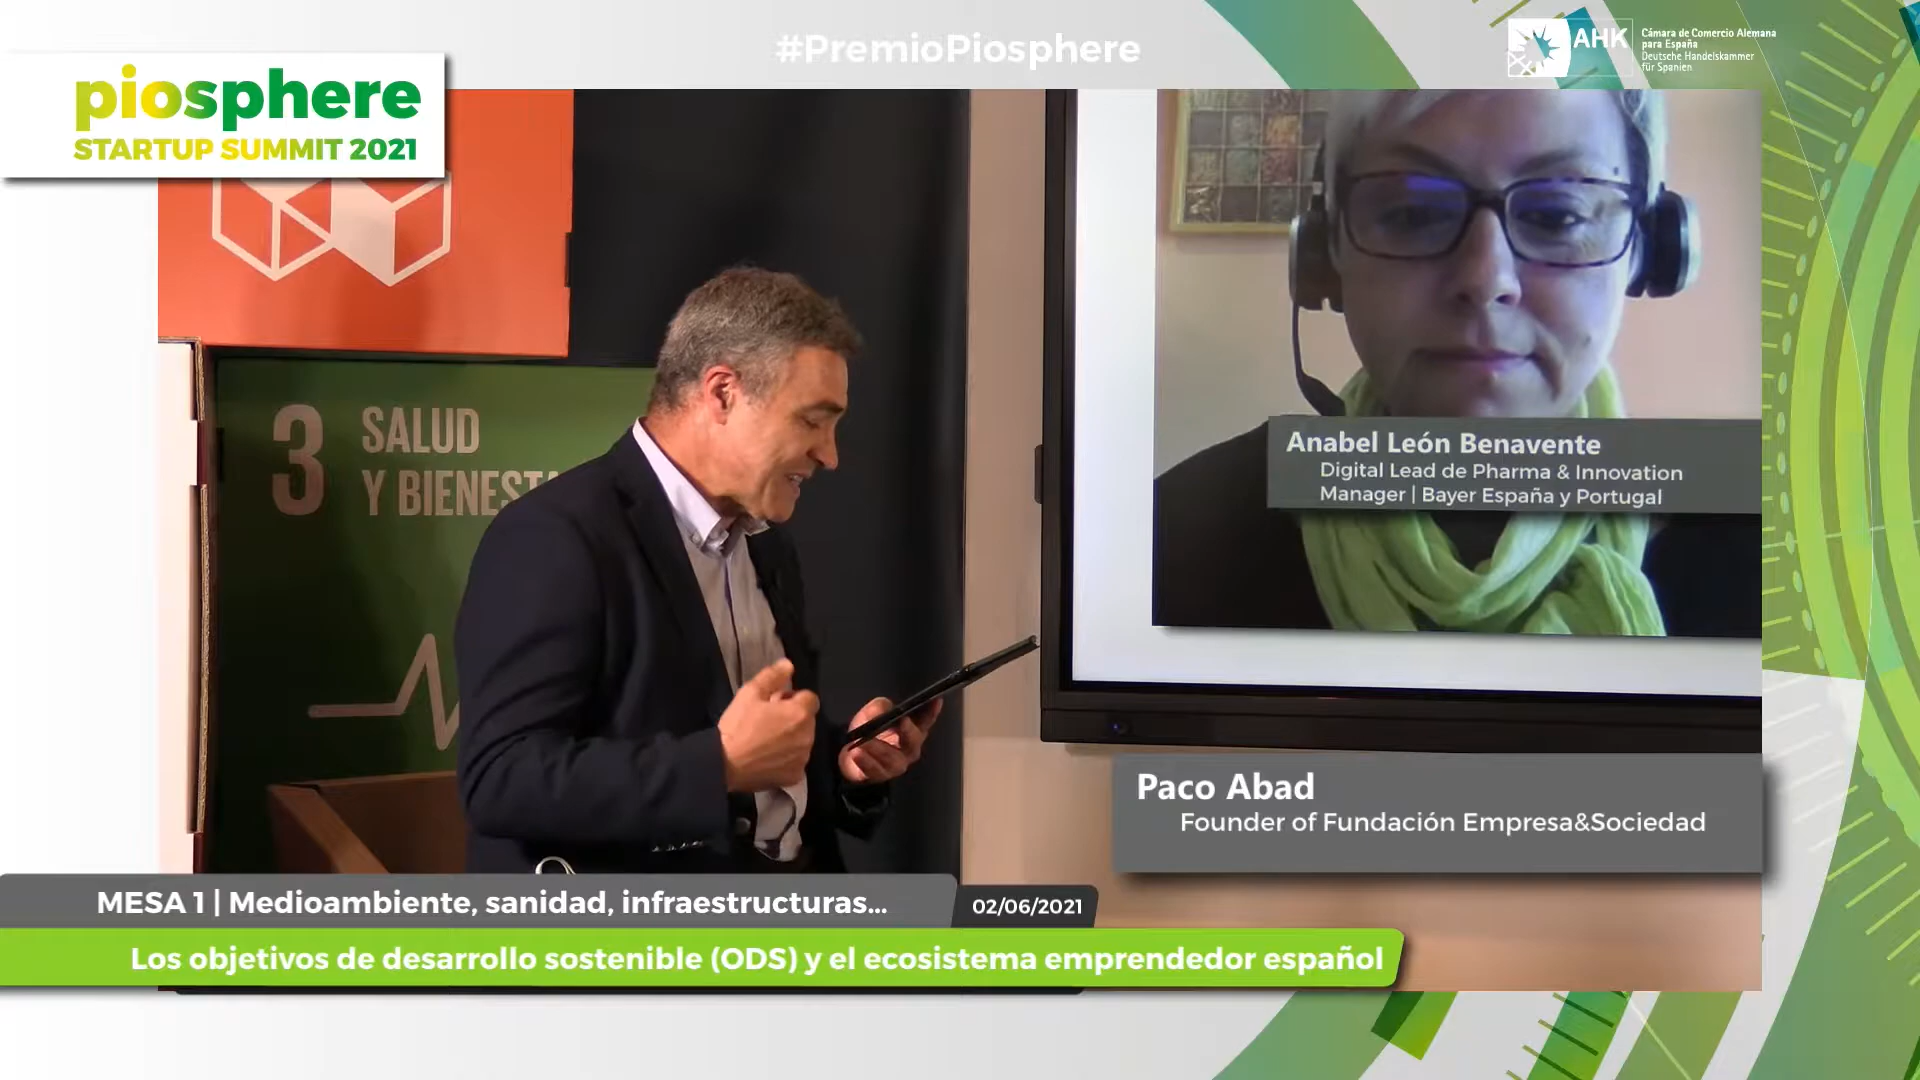 #PremioPiosphere
AHK
Cámara de Comercio Alemana
para España
Deutsche Handelskammer
für Spanien
piosphere
STARTUP SUMMIT 2021
3 SALUD
Y BIENESTA
Anabel León Benavente
Digital Lead de Pharma & Innovation
Manager | Bayer España y Portugal
Paco Abad
Founder of Fundación Empresa&Sociedad
MESA 1 | Medioambiente, sanidad, infraestructuras...
02/06/2021
Los objetivos de desarrollo sostenible (ODS) y el ecosistema emprendedor español